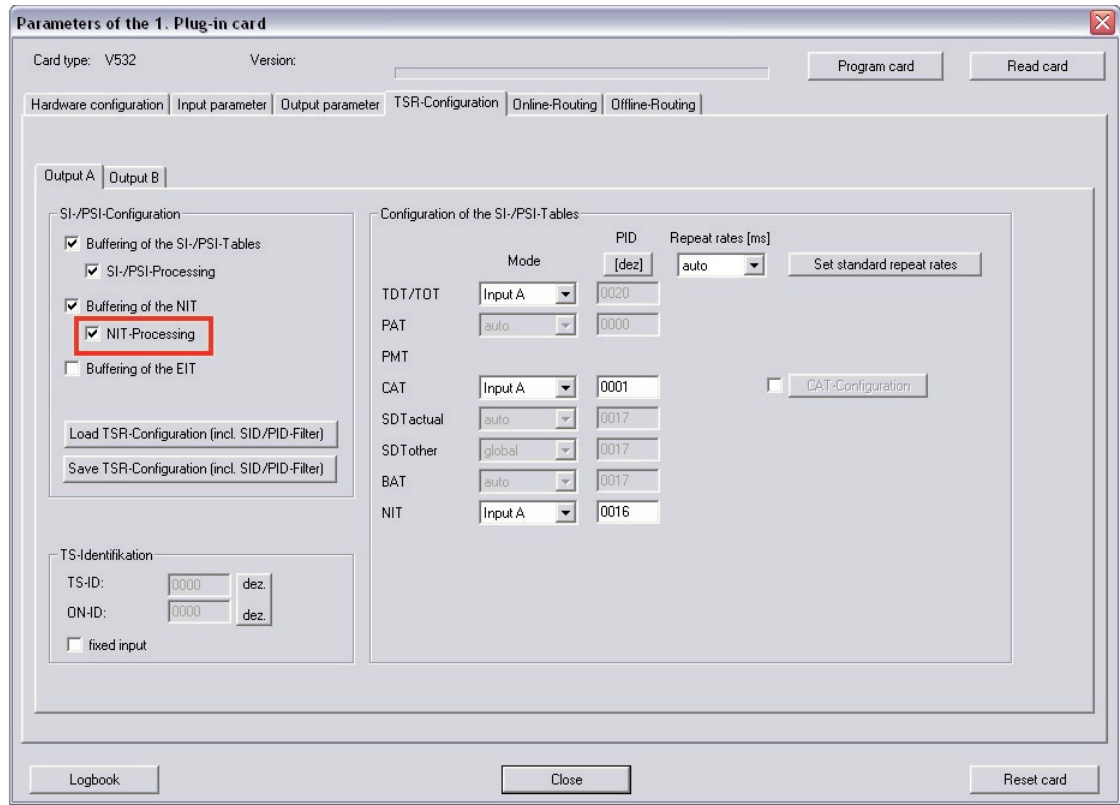 Parameters of the 1. Plug-in card
Card type: V532 Version: Program card Read card
Hardware configuration Input parameter Output parameter TSR-Configuration Online-Routing Offline-Routing
Output A Output B
SI-/PSI-Configuration
Buffering of the SI-/PSI-Tables
SI-/PSI-Processing
Buffering of the NIT
NIT-Processing
Buffering of the EIT
Load TSR-Configuration (incl. SID/PID-Filter)
Save TSR-Configuration (incl. SID/PID-Filter)
TS-Identifikation
TS-ID: 0000 dez.
ON-ID: 0000 dez.
fixed input
Configuration of the SI-/PSI-Tables
PID Repeat rates [ms]
Mode [dez] auto Set standard repeat rates
TDT/TOT Input A 0020
PAT auto 0000
PMT
CAT Input A 0001 CAT-Configuration
SDTactual auto 0017
SDTother global 0017
BAT auto 0017
NIT Input A 0016
Logbook Close Reset card